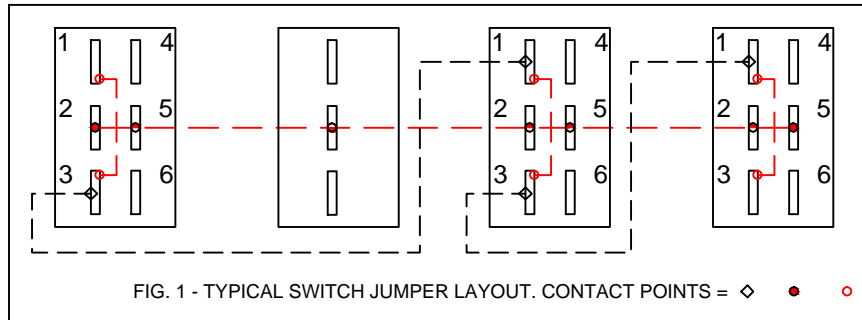 1 4 1 4 1 4
2 5 2 5 2 5
3 6 3 6 3 6
FIG. 1 - TYPICAL SWITCH JUMPER LAYOUT. CONTACT POINTS =